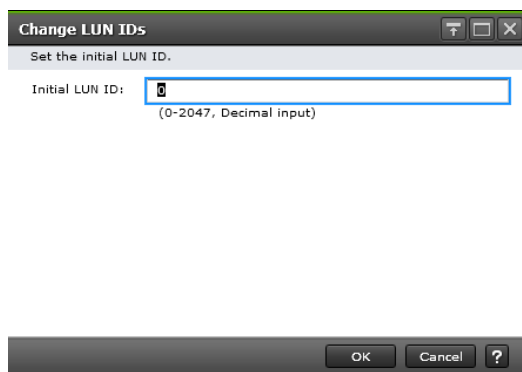 Change LUN IDs
Set the initial LUN ID.
Initial LUN ID: 0
(0-2047, Decimal input)
OK Cancel ?